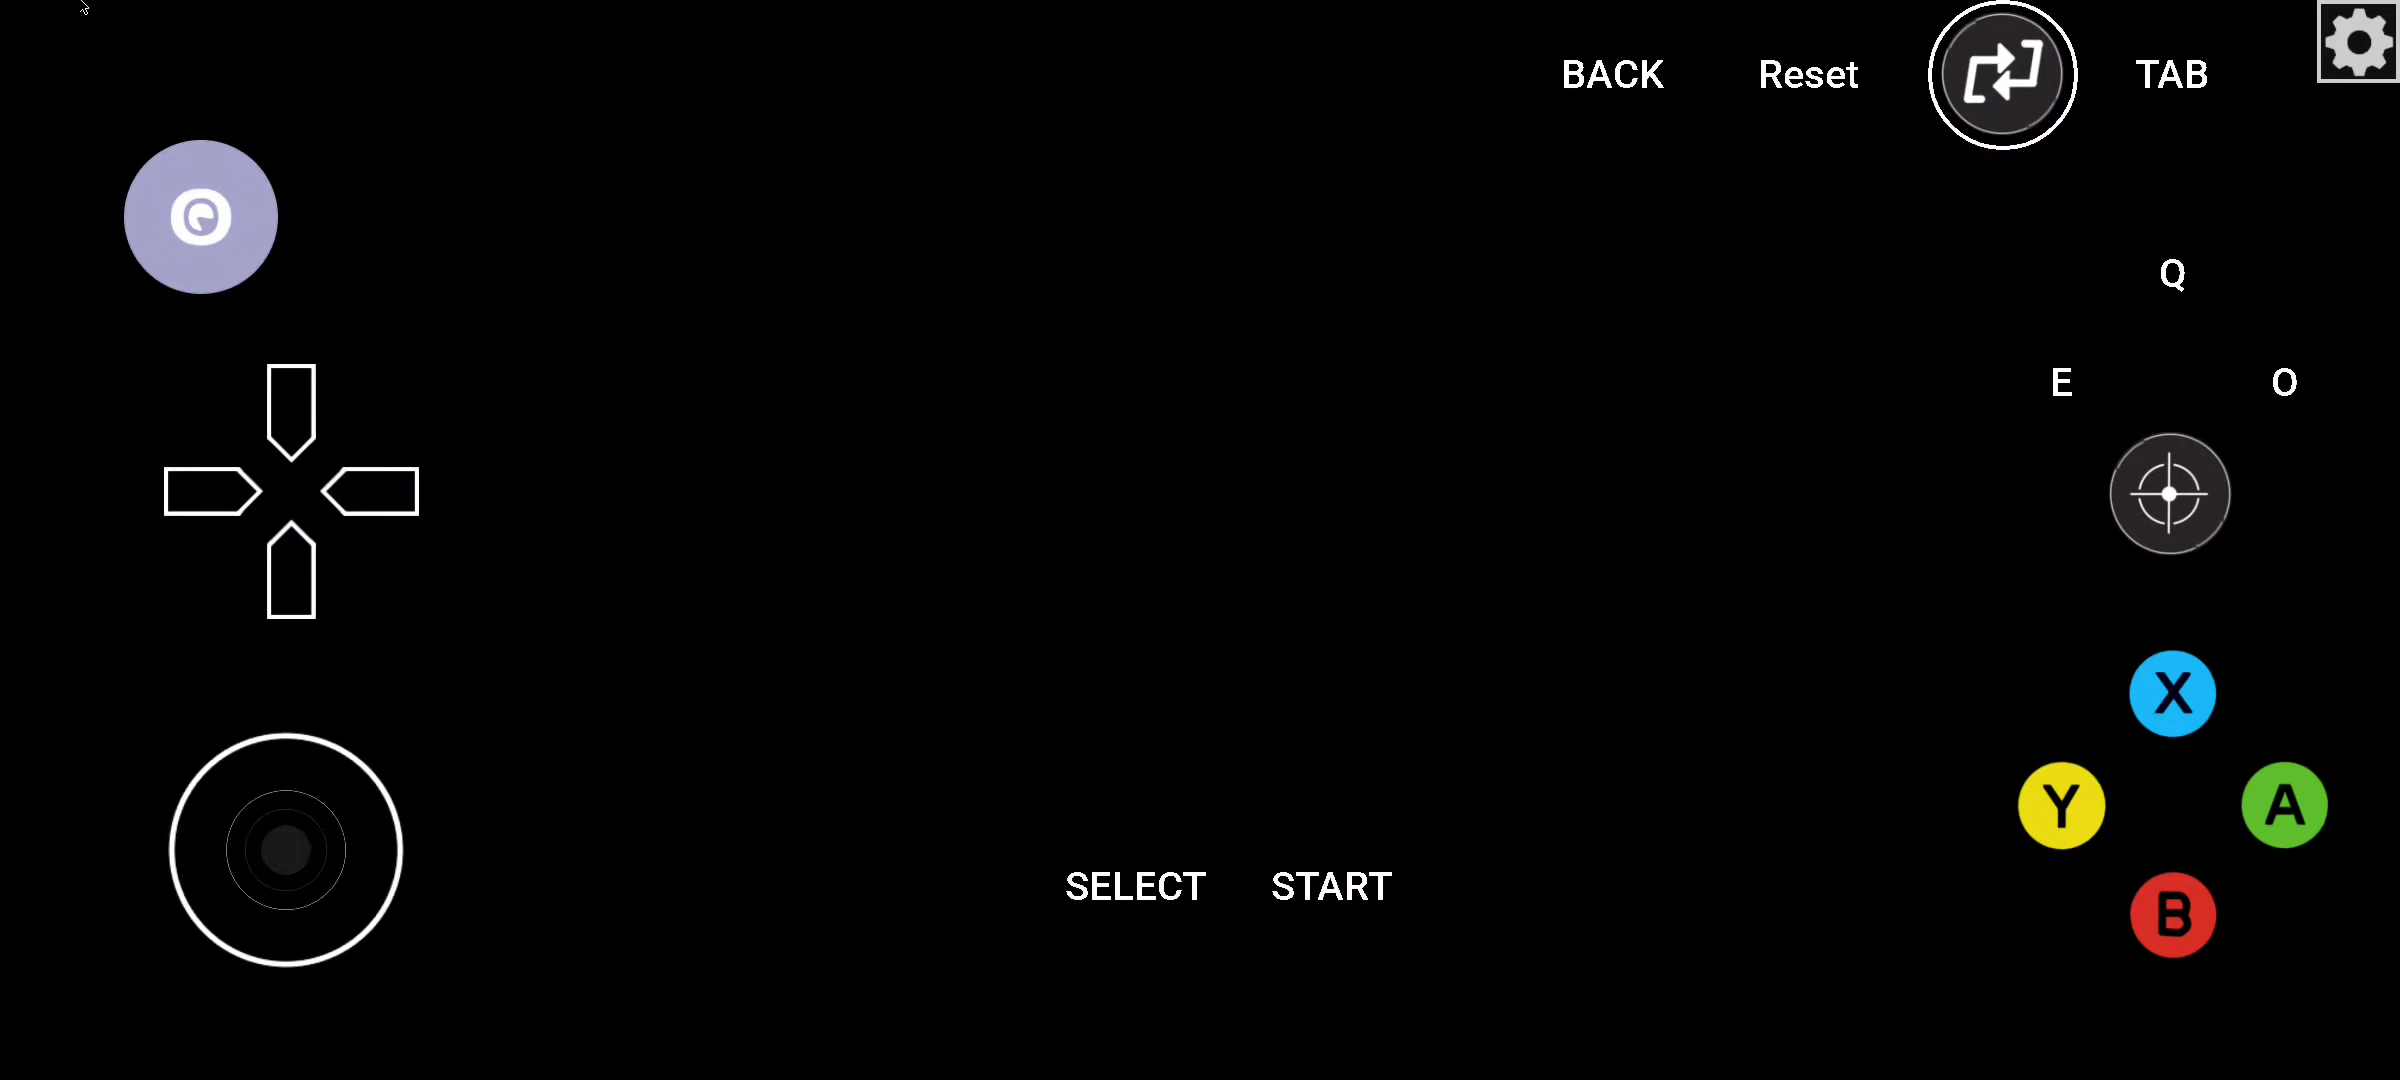 BACK Reset TAB
Q
E O
X
Y A
B
SELECT START